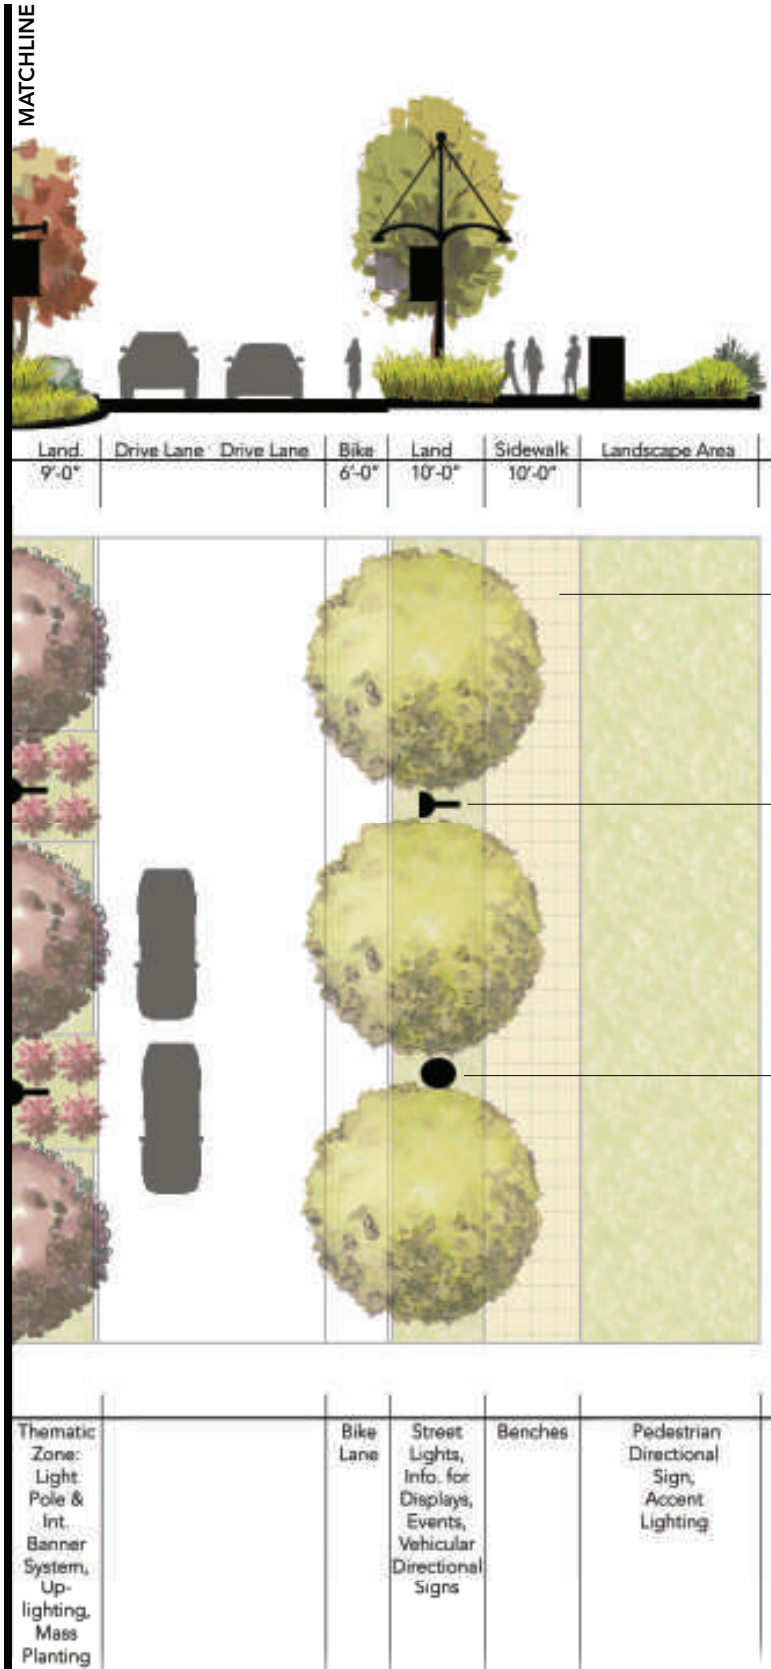 MATCHLINE
Land. Drive Lane Drive Lane Bike Land Sidewalk Landscape Area
9'-0" 6'-0" 10'-0" 10'-0"
Thematic
Zone:
Light
Pole &
Int.
Banner
System,
Up-
lighting,
Mass
Planting
Bike
Lane
Street
Lights,
Info. for
Displays,
Events,
Vehicular
Directional
Signs
Benches
Pedestrian
Directional
Sign,
Accent
Lighting